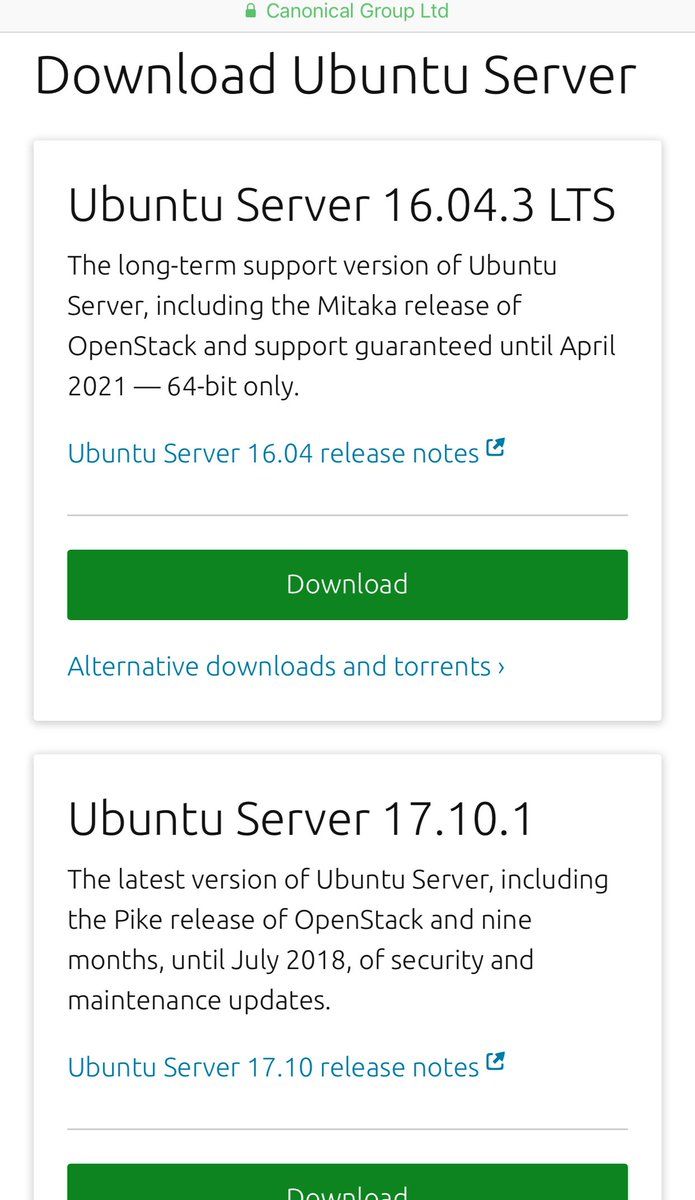 Canonical Group Ltd
Download Ubuntu Server
Ubuntu Server 16.04.3 LTS
The long-term support version of Ubuntu
Server, including the Mitaka release of
OpenStack and support guaranteed until April
2021 — 64-bit only.
Ubuntu Server 16.04 release notes
Download
Alternative downloads and torrents ›
Ubuntu Server 17.10.1
The latest version of Ubuntu Server, including
the Pike release of OpenStack and nine
months, until July 2018, of security and
maintenance updates.
Ubuntu Server 17.10 release notes
Download